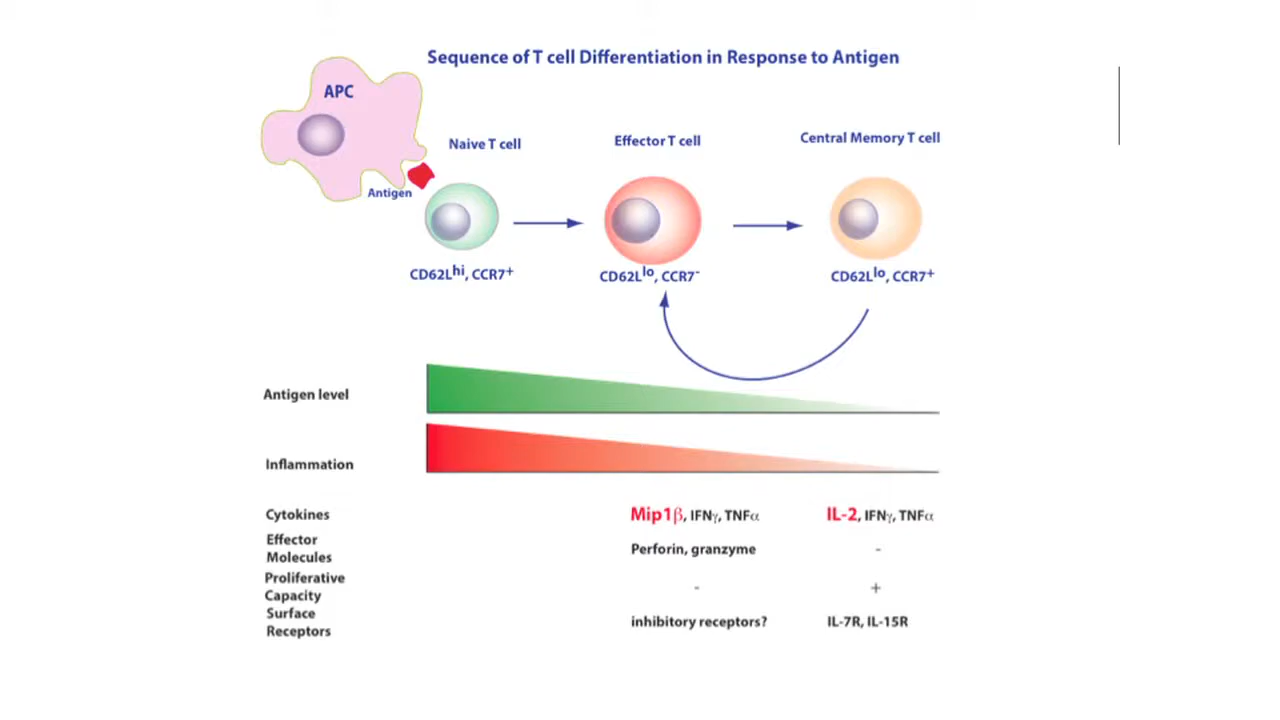 Sequence of T cell Differentiation in Response to Antigen
APC
Naive T cell
Effector T cell
Central Memory T cell
Antigen
CD62Lhi, CCR7+
CD62Llo, CCR7-
CD62Llo, CCR7+
Antigen level
Inflammation
Cytokines
Mip1β, IFNγ, TNFα
IL-2, IFNγ, TNFα
Effector
Molecules
Perforin, granzyme
-
Proliferative
Capacity
-
+
Surface
Receptors
inhibitory receptors?
IL-7R, IL-15R